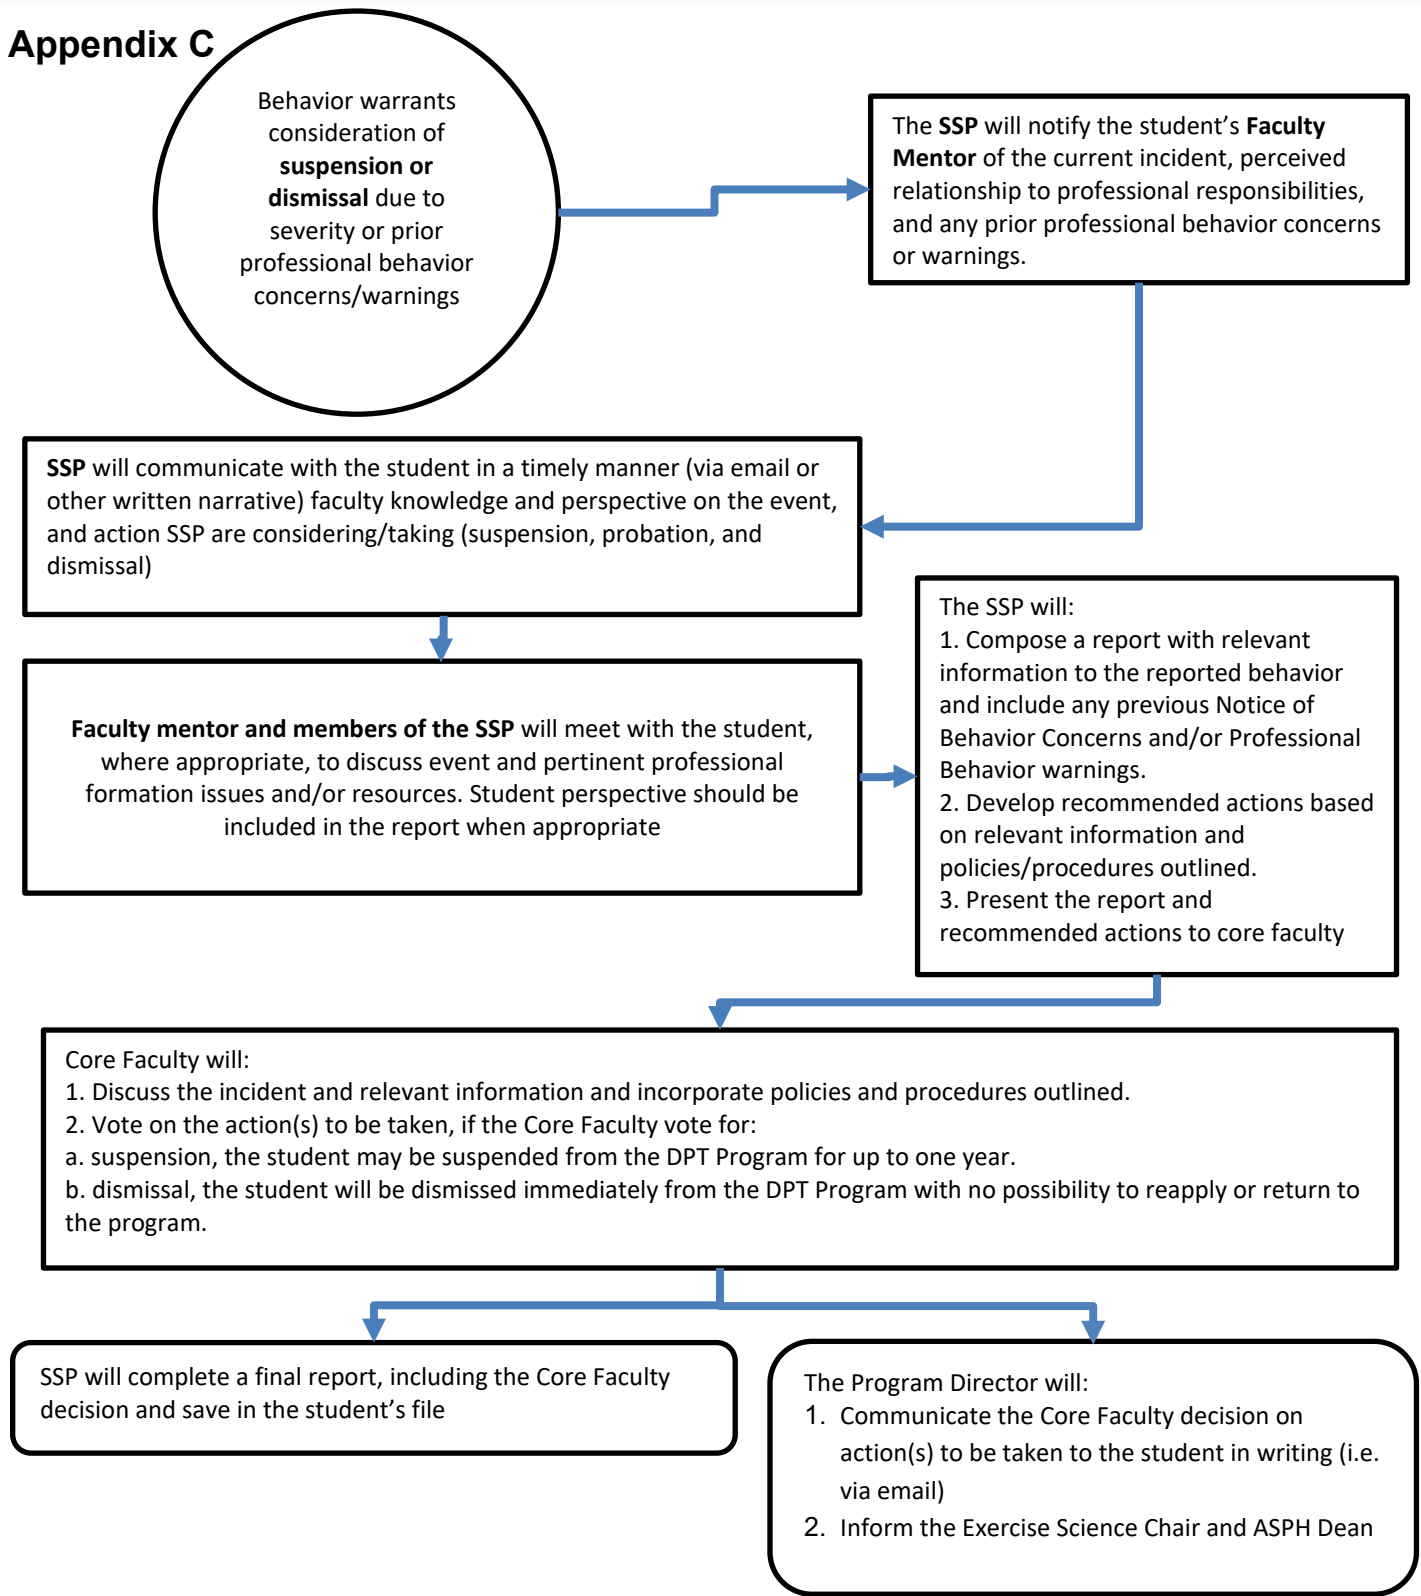 Appendix C
Behavior warrants
consideration of
suspension or
dismissal due to
severity or prior
professional behavior
concerns/warnings
The SSP will notify the student’s Faculty
Mentor of the current incident, perceived
relationship to professional responsibilities,
and any prior professional behavior concerns
or warnings.
SSP will communicate with the student in a timely manner (via email or
other written narrative) faculty knowledge and perspective on the event,
and action SSP are considering/taking (suspension, probation, and
dismissal)
Faculty mentor and members of the SSP will meet with the student,
where appropriate, to discuss event and pertinent professional
formation issues and/or resources. Student perspective should be
included in the report when appropriate
The SSP will:
1. Compose a report with relevant
information to the reported behavior
and include any previous Notice of
Behavior Concerns and/or Professional
Behavior warnings.
2. Develop recommended actions based
on relevant information and
policies/procedures outlined.
3. Present the report and
recommended actions to core faculty
Core Faculty will:
1. Discuss the incident and relevant information and incorporate policies and procedures outlined.
2. Vote on the action(s) to be taken, if the Core Faculty vote for:
a. suspension, the student may be suspended from the DPT Program for up to one year.
b. dismissal, the student will be dismissed immediately from the DPT Program with no possibility to reapply or return to
the program.
SSP will complete a final report, including the Core Faculty
decision and save in the student’s file
The Program Director will:
1. Communicate the Core Faculty decision on
action(s) to be taken to the student in writing (i.e.
via email)
2. Inform the Exercise Science Chair and ASPH Dean